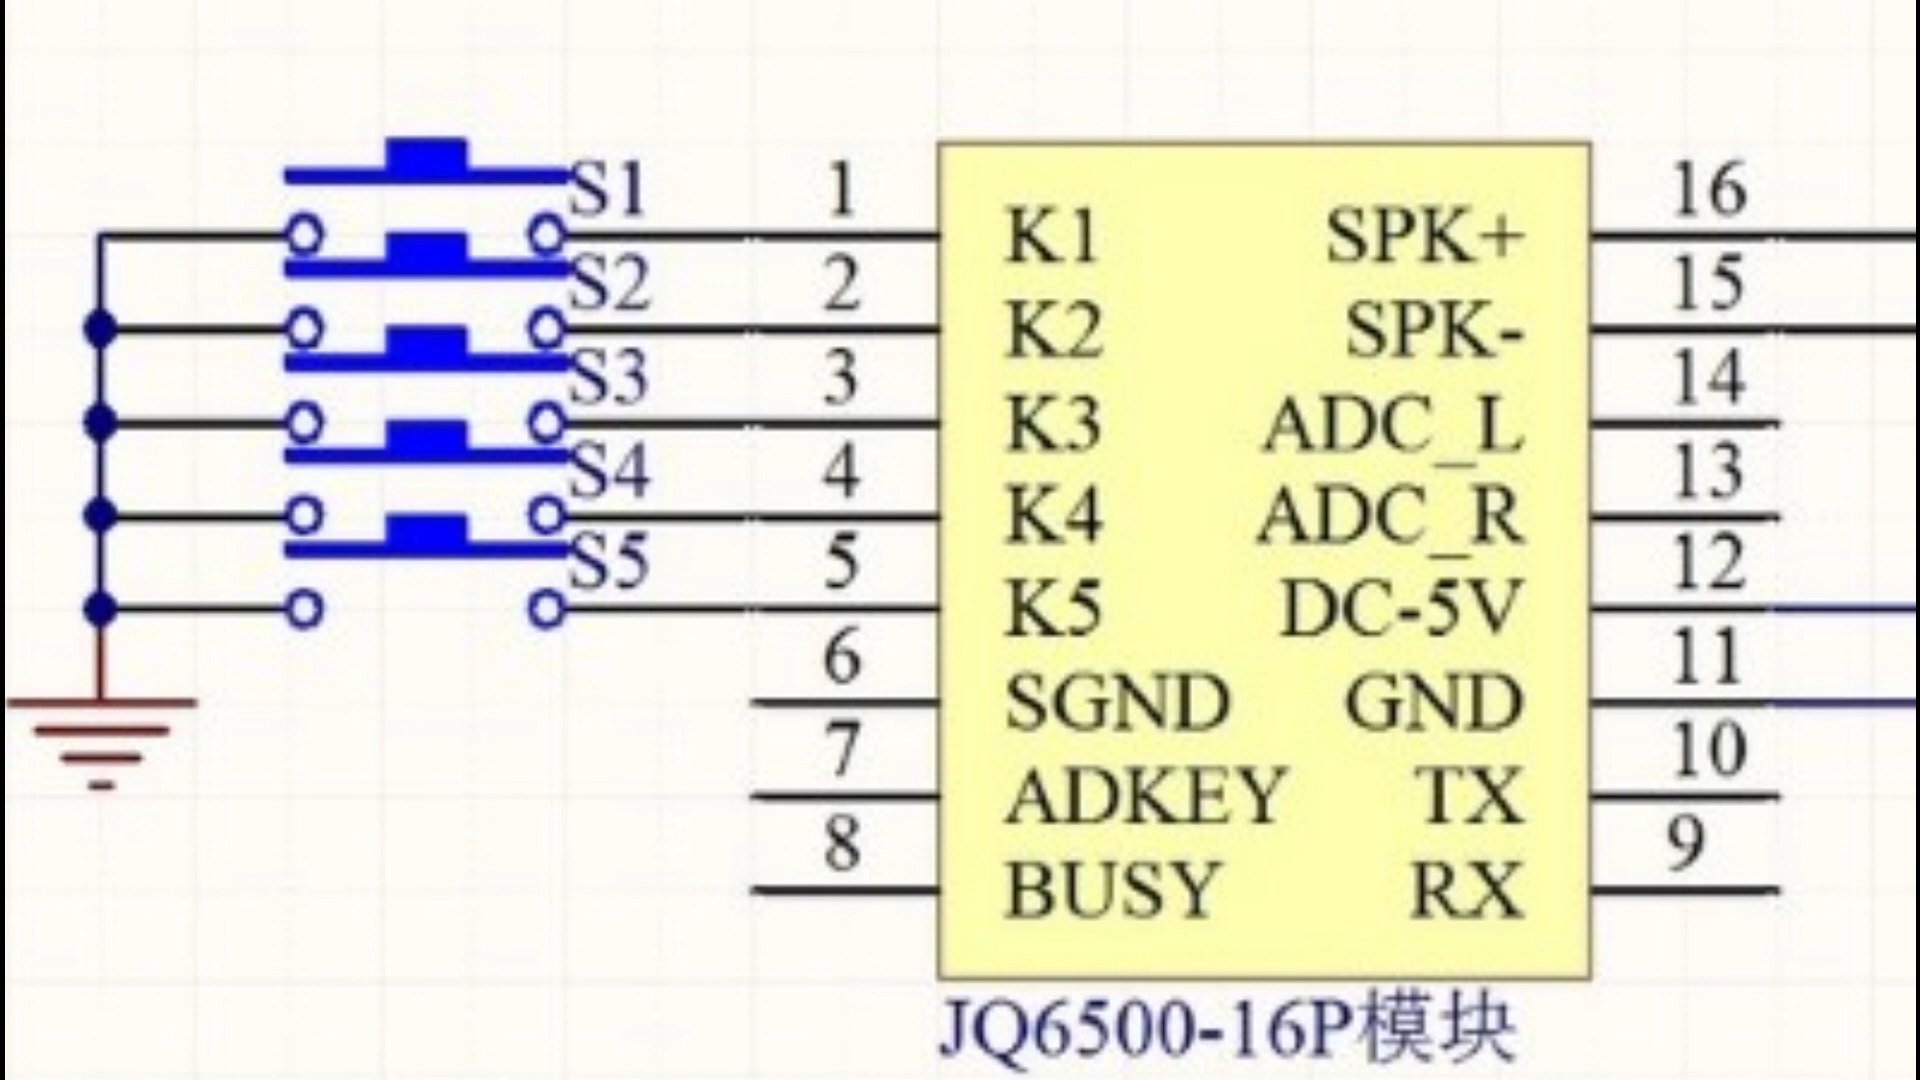 S1 1 K1 SPK+ 16
S2 2 K2 SPK- 15
S3 3 K3 ADC_L 14
S4 4 K4 ADC_R 13
S5 5 K5 DC-5V 12
6 SGND GND 11
7 ADKEY TX 10
8 BUSY RX 9
JQ6500-16P模块